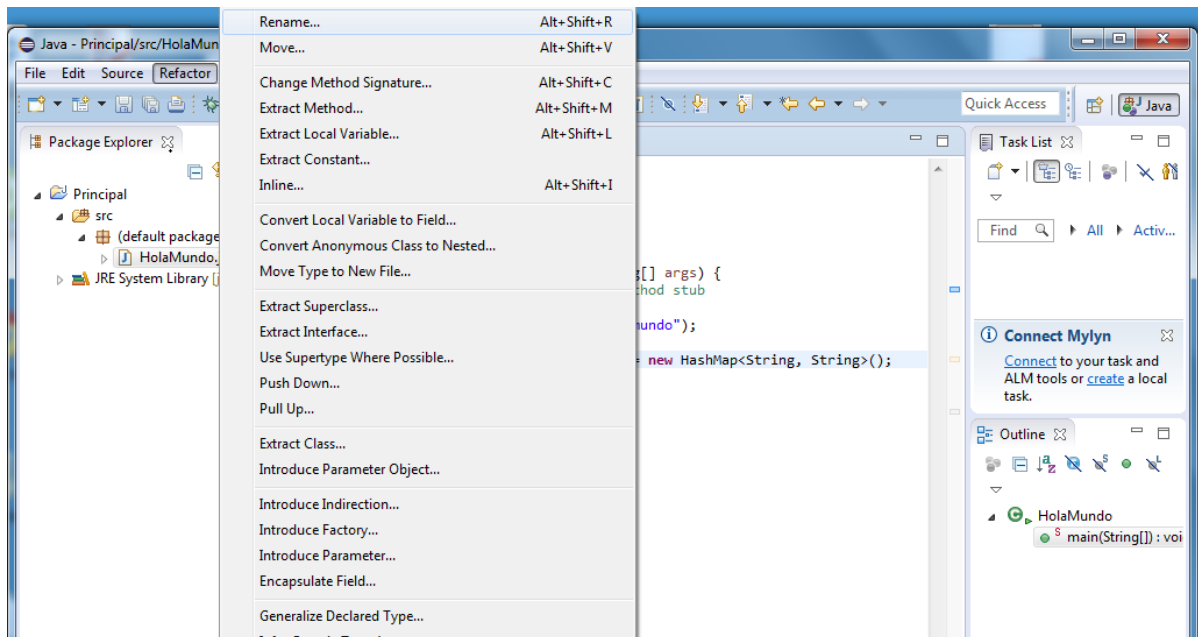 Java - Principal/src/HolaMun
File Edit Source Refactor
Quick Access
Java
Package Explorer
Principal
src
(default package
HolaMundo.
JRE System Library [
Rename... Alt+Shift+R
Move... Alt+Shift+V
Change Method Signature... Alt+Shift+C
Extract Method... Alt+Shift+M
Extract Local Variable... Alt+Shift+L
Extract Constant...
Inline... Alt+Shift+I
Convert Local Variable to Field...
Convert Anonymous Class to Nested...
Move Type to New File...
Extract Superclass...
Extract Interface...
Use Supertype Where Possible...
Push Down...
Pull Up...
Extract Class...
Introduce Parameter Object...
Introduce Indirection...
Introduce Factory...
Introduce Parameter...
Encapsulate Field...
Generalize Declared Type...
[] args) {
hod stub
mundo");
= new HashMap<String, String>();
Task List
Find All Activ...
Connect Mylyn
Connect to your task and
ALM tools or create a local
task.
Outline
HolaMundo
main(String[]) : voi